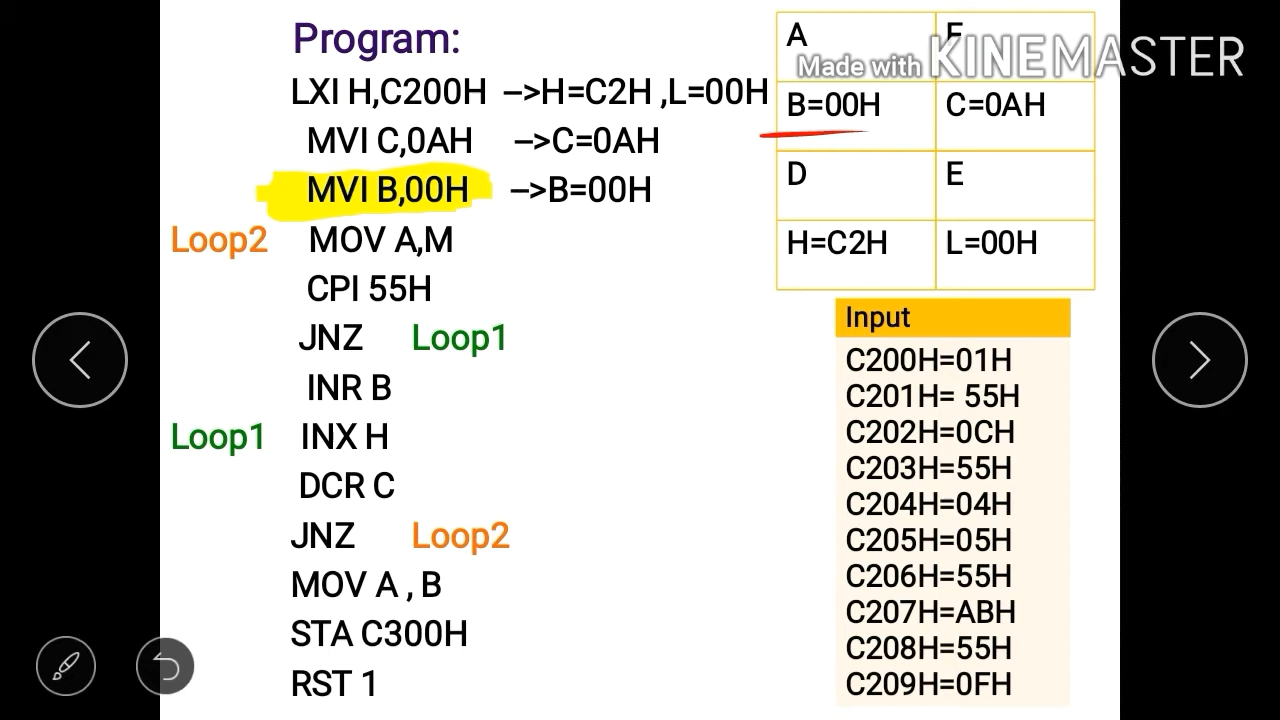 Program:
LXI H,C200H –>H=C2H ,L=00H
MVI C,0AH –>C=0AH
MVI B,00H –>B=00H
Loop2 MOV A,M
CPI 55H
JNZ Loop1
INR B
Loop1 INX H
DCR C
JNZ Loop2
MOV A , B
STA C300H
RST 1
A F
Made with KINEMASTER
B=00H C=0AH
D E
H=C2H L=00H
Input
C200H=01H
C201H= 55H
C202H=0CH
C203H=55H
C204H=04H
C205H=05H
C206H=55H
C207H=ABH
C208H=55H
C209H=0FH